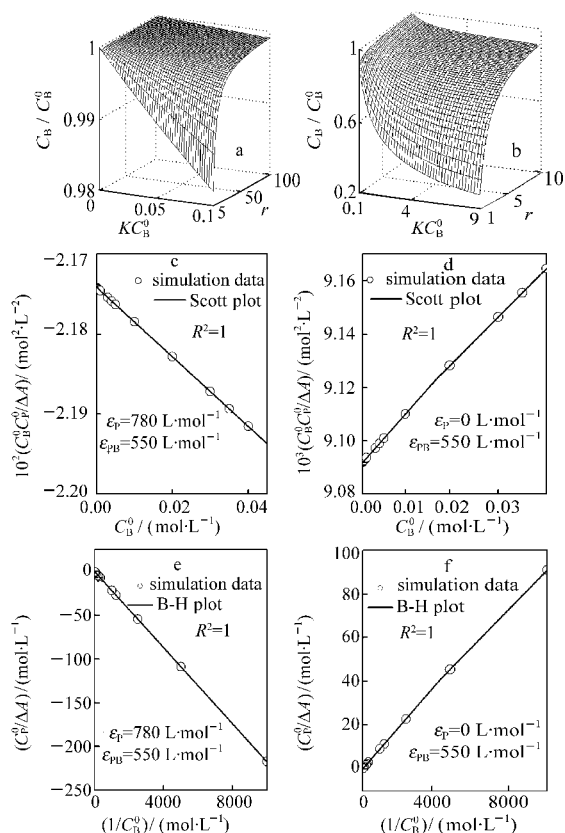 C_B / C_B^0
1
0.99
0.98
0
0.05
0.1
5
50
100
KC_B^0
r
a
C_B / C_B^0
1
0.6
0.2
0.1
4
9
1
5
10
KC_B^0
r
b
c
10^2(C_B^0C_P^0/ΔA)/ (mol^2·L^-2)
−2.17
−2.18
−2.19
−2.20
simulation data
Scott plot
R^2=1
ε_P=780 L·mol^-1
ε_PB=550 L·mol^-1
0.00 0.01 0.02 0.03 0.04
C_B^0 / (mol·L^-1)
d
10^3(C_B^0C_P^0/ΔA)/ (mol^2·L^-2)
9.16
9.14
9.12
9.10
9.08
simulation data
Scott plot
R^2=1
ε_P=0 L·mol^-1
ε_PB=550 L·mol^-1
0.00 0.01 0.02 0.03
C_B^0 / (mol·L^-1)
e
(C_P^0/ΔA)/ (mol·L^-1)
0
−50
−100
−150
−200
−250
simulation data
B-H plot
R^2=1
ε_P=780 L·mol^-1
ε_PB=550 L·mol^-1
0 4000 8000
(1/C_B^0)/ (mol·L^-1)
f
(C_P^0/ΔA)/(mol·L^-1)
100
80
60
40
20
0
simulation data
B-H plot
R^2=1
ε_P=0 L·mol^-1
ε_PB=550 L·mol^-1
0 4000 8000
(1/C_B^0)/ (mol·L^-1)